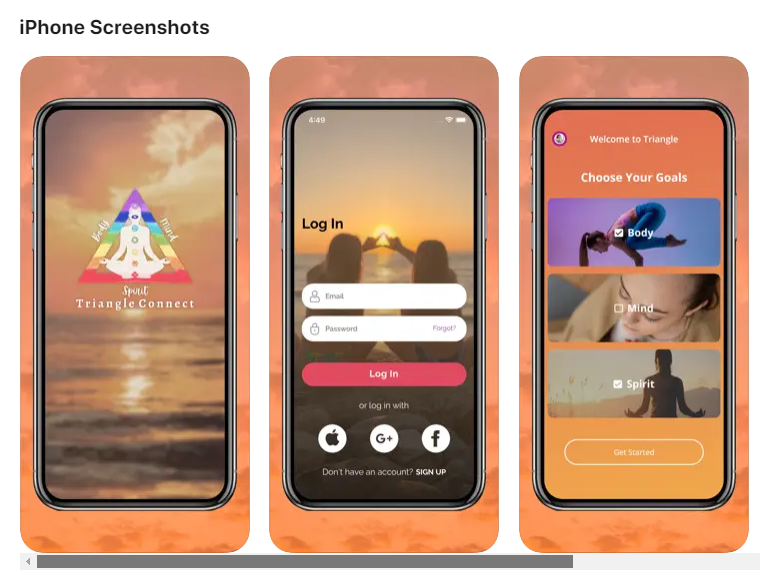 iPhone Screenshots
Body
Mind
Spirit
Triangle Connect
4:49
Log In
Email
Password Forgot?
Log In
or log in with
G+
f
Don't have an account? SIGN UP
Welcome to Triangle
Choose Your Goals
Body
Mind
Spirit
Get Started